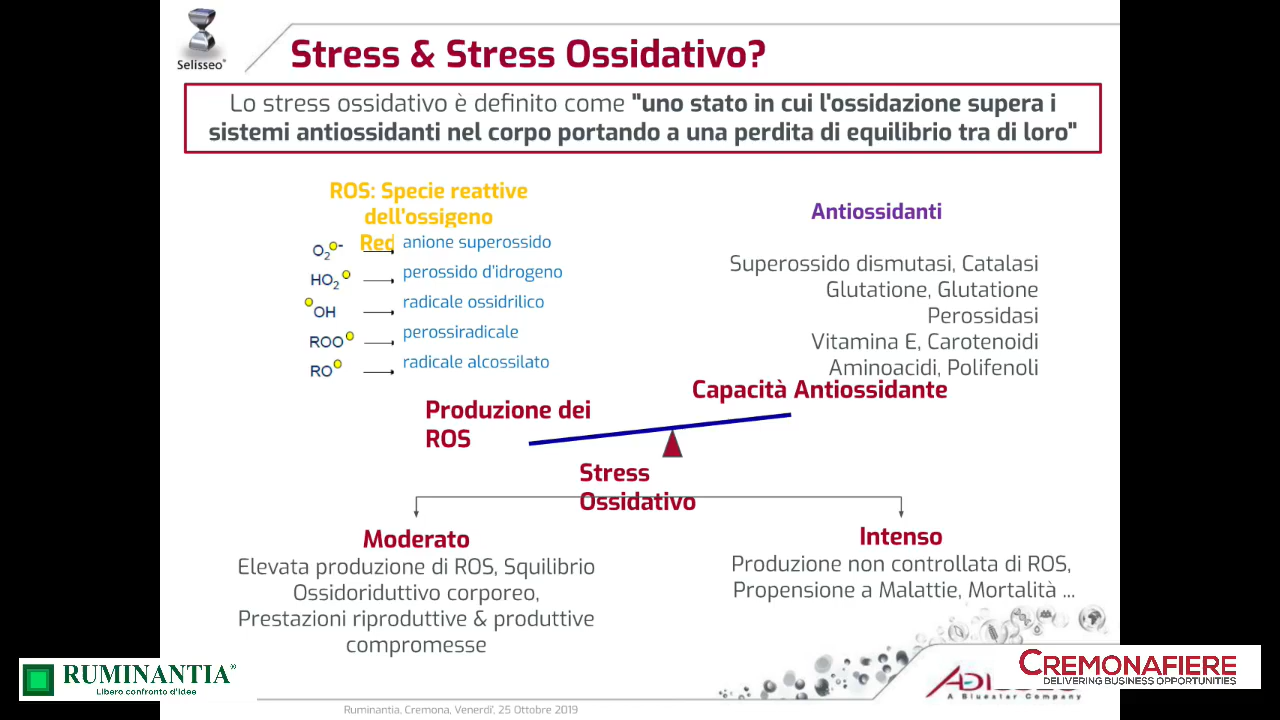 Selisseo®
Stress & Stress Ossidativo?
Lo stress ossidativo è definito come "uno stato in cui l'ossidazione supera i
sistemi antiossidanti nel corpo portando a una perdita di equilibrio tra di loro"
ROS: Specie reattive
dell'ossigeno
Red
O2-
anione superossido
HO2
perossido d'idrogeno
OH
radicale ossidrilico
ROO
perossiradicale
RO
radicale alcossilato
Antiossidanti
Superossido dismutasi, Catalasi
Glutatione, Glutatione
Perossidasi
Vitamina E, Carotenoidi
Aminoacidi, Polifenoli
Capacità Antiossidante
Produzione dei
ROS
Stress
Ossidativo
Moderato
Elevata produzione di ROS, Squilibrio
Ossidoriduttivo corporeo,
Prestazioni riproduttive & produttive
compromesse
Intenso
Produzione non controllata di ROS,
Propensione a Malattie, Mortalità ...
RUMINANTIA®
Libero confronto d'idee
CREMONAFIERE
DELIVERING BUSINESS OPPORTUNITIES
A Bluestar Company
Ruminantia, Cremona, Venerdi', 25 Ottobre 2019